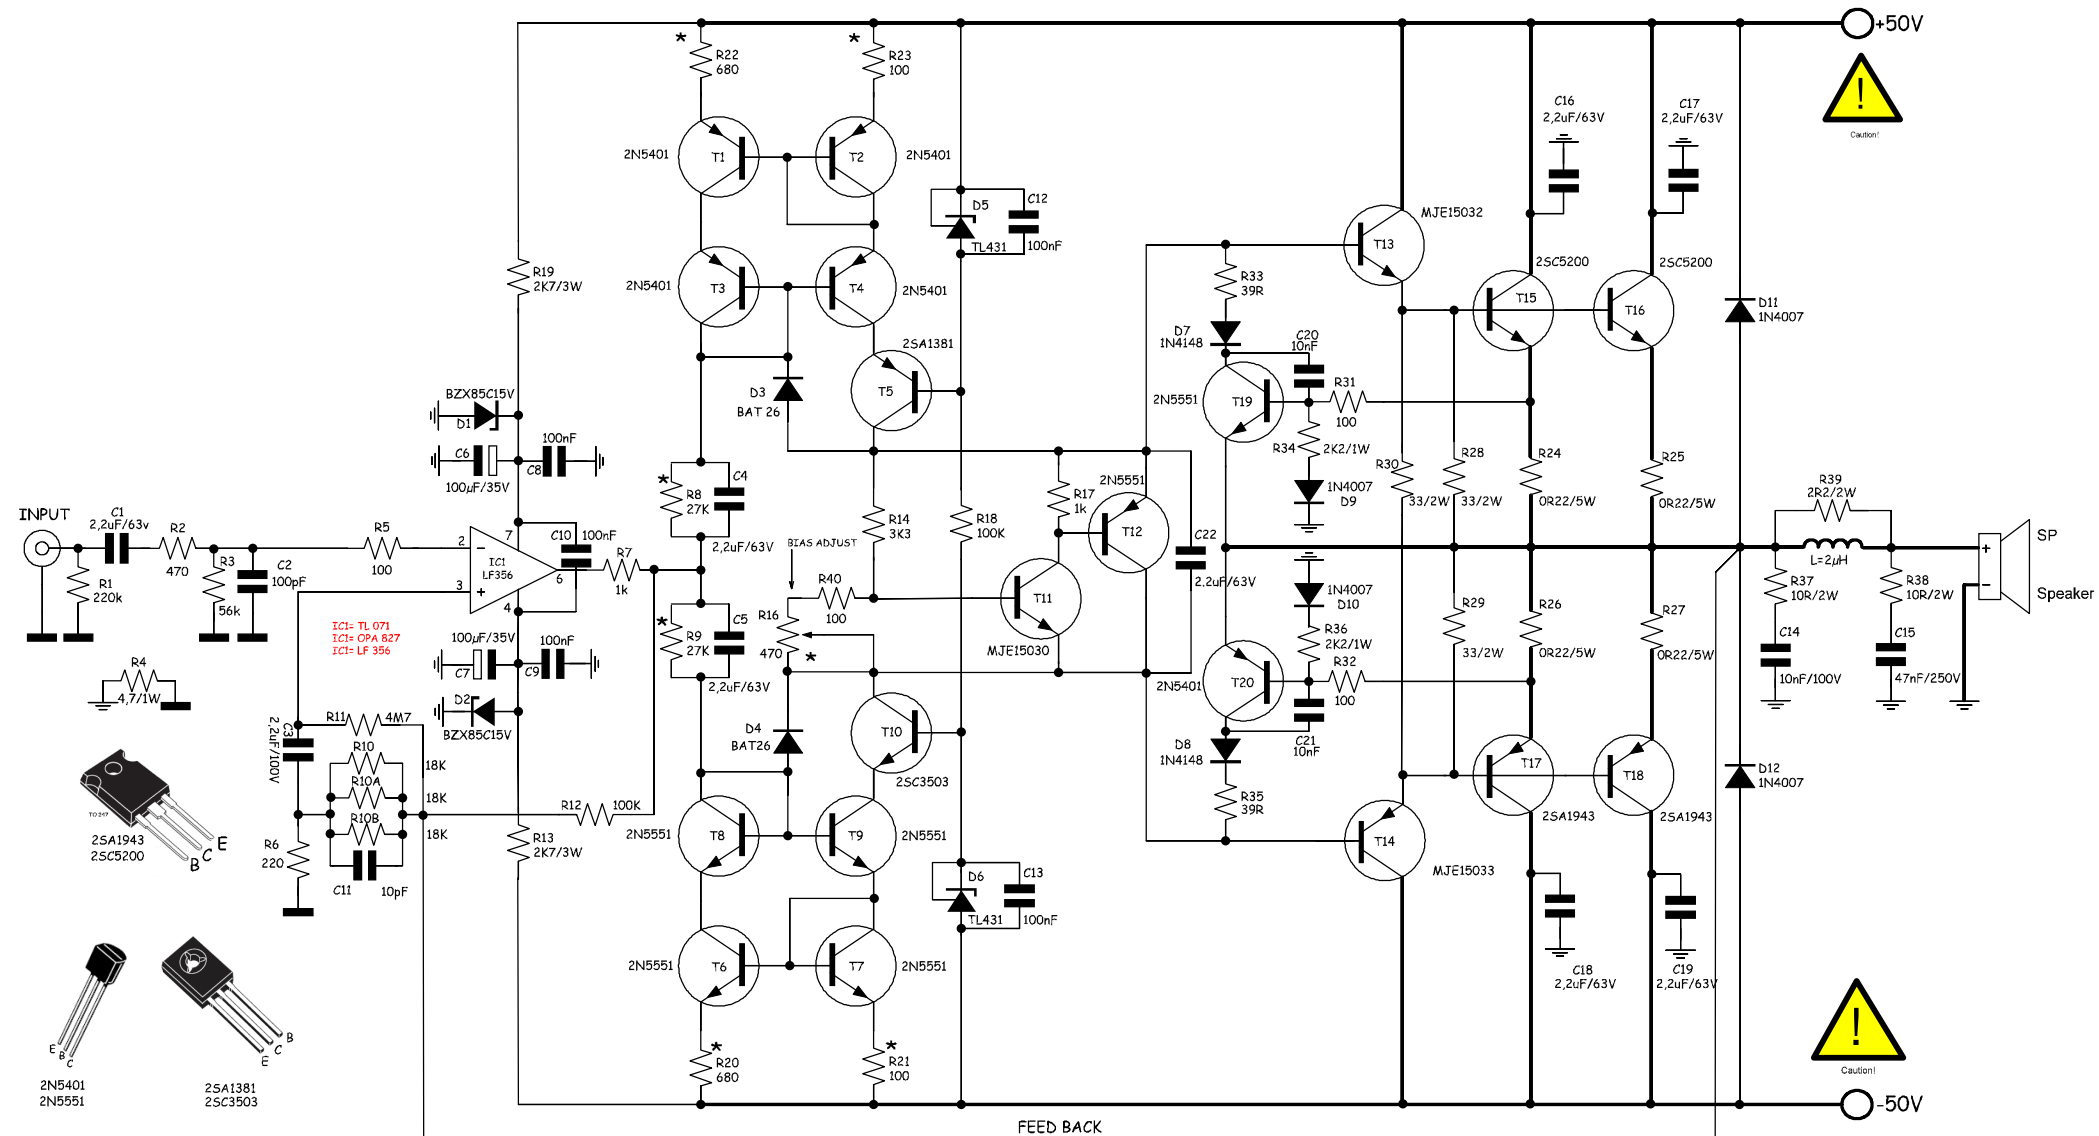 +50V
Caution!
*
R22
680
*
R23
100
2N5401
T1
T2
2N5401
C16
2,2uF/63V
C17
2,2uF/63V
D5
TL431
C12
100nF
MJE15032
T13
R19
2K7/3W
2N5401
T3
T4
2N5401
2SC5200
T15
2SC5200
T16
D11
1N4007
R33
39R
D7
1N4148
C20
10nF
2SA1381
T5
D3
BAT 26
BZX85C15V
D1
2N5551
T19
R31
100
R34
2K2/1W
1N4007
D9
C6
100µF/35V
100nF
C8
*
R8
27K
C4
2,2uF/63V
R14
3K3
R18
100K
R17
1k
2N5551
T12
C22
2,2uF/63V
R30
33/2W
R28
33/2W
R24
0R22/5W
R25
0R22/5W
R39
2R2/2W
L=2µH
SP
+
-
Speaker
INPUT
C1
2,2uF/63v
R2
470
R5
100
R1
220k
R3
56k
C2
100pF
2
-
3
+
7
4
6
IC1
LF356
C10
100nF
R7
1k
IC1= TL 071
IC1= OPA 827
IC1= LF 356
BIAS ADJUST
R40
100
R16
470
*
T11
MJE15030
1N4007
D10
R36
2K2/1W
R32
100
R29
33/2W
R26
0R22/5W
R27
0R22/5W
R37
10R/2W
R38
10R/2W
C14
10nF/100V
C15
47nF/250V
R4
4,7/1W
100µF/35V
C7
100nF
C9
D2
BZX85C15V
*
R9
27K
C5
2,2uF/63V
2N5401
T20
C21
10nF
D8
1N4148
R35
39R
D4
BAT26
T10
2SC3503
C3
2,2uF/100V
R11
4M7
R10
18K
R10A
18K
R10B
18K
C11
10pF
R6
220
R12
100K
R13
2K7/3W
2N5551
T8
T9
2N5551
T17
2SA1943
T18
2SA1943
D12
1N4007
T14
MJE15033
TO247
2SA1943
2SC5200
B
C
E
D6
TL431
C13
100nF
2N5551
T6
T7
2N5551
C18
2,2uF/63V
C19
2,2uF/63V
E
B
C
2N5401
2N5551
B
C
E
2SA1381
2SC3503
*
R20
680
*
R21
100
Caution!
-50V
FEED BACK